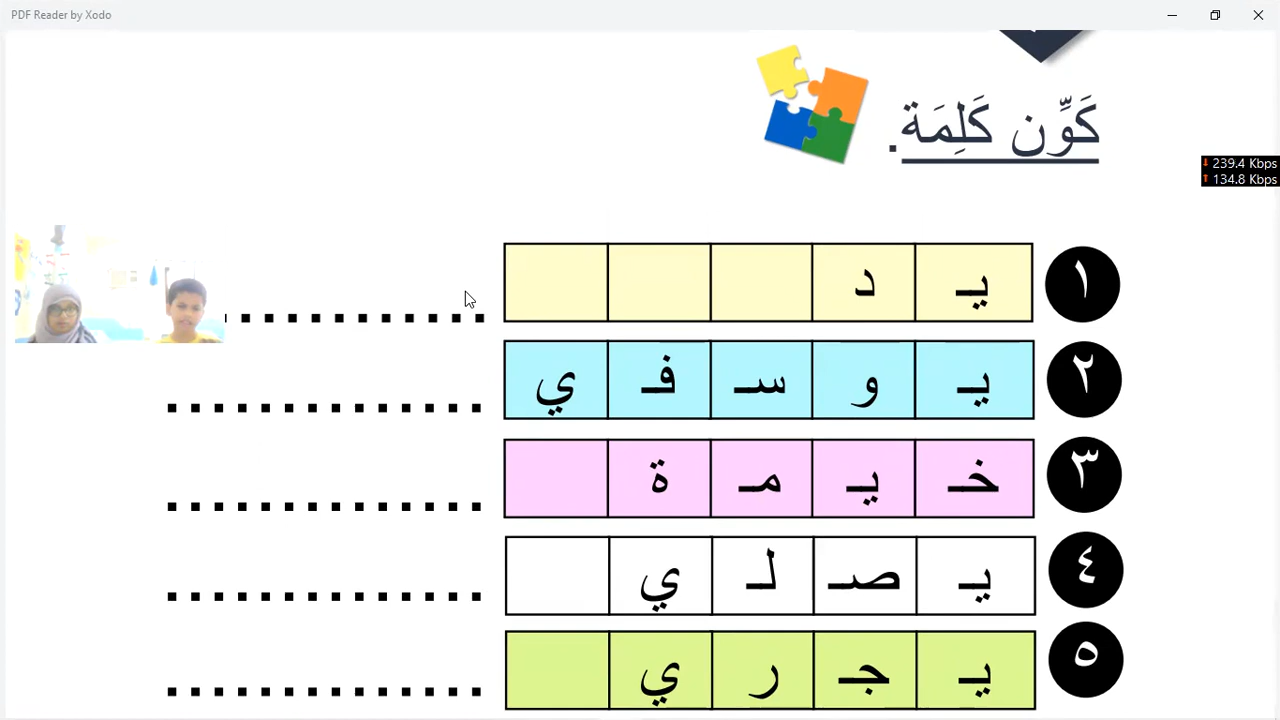 PDF Reader by Xodo
كَوِّن كَلِمَة.
↓ 239.4 Kbps
↑ 134.8 Kbps
١ يـ د
٢ يـ و سـ فـ ي
٣ خـ يـ مـ ة
٤ يـ صـ لـ ي
٥ يـ جـ ر ي